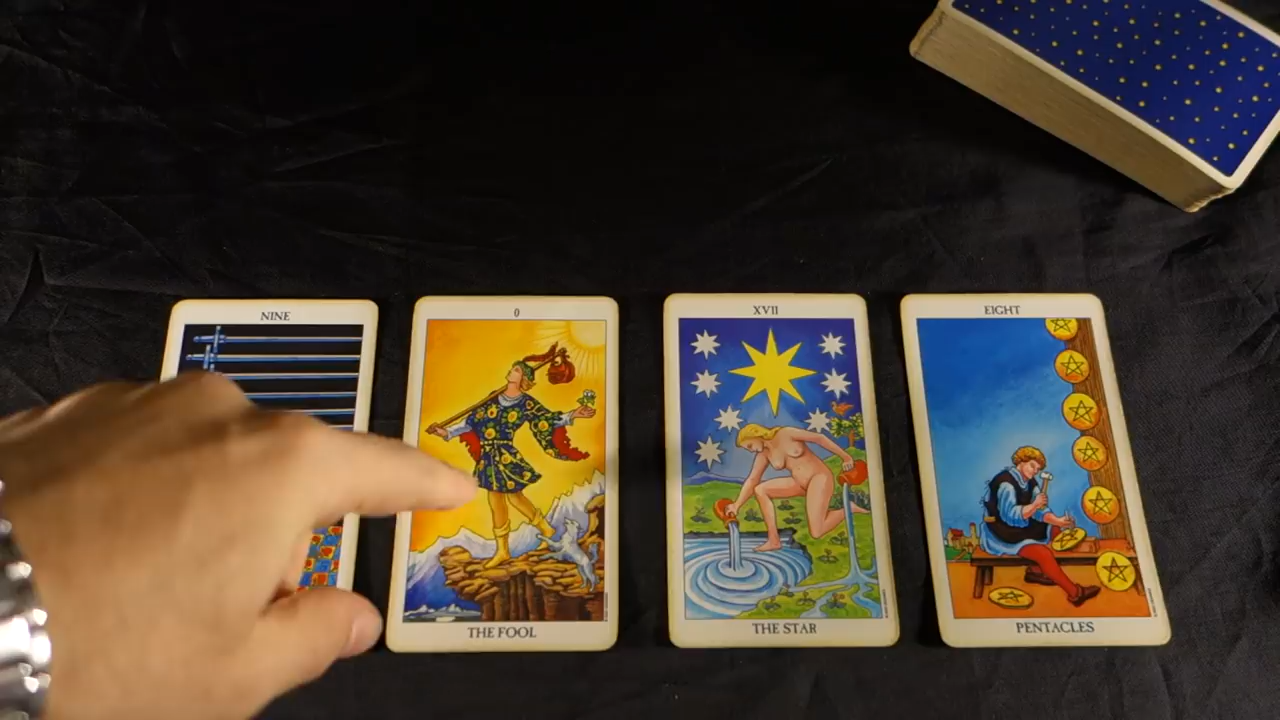 NINE
0
THE FOOL
XVII
THE STAR
EIGHT
PENTACLES